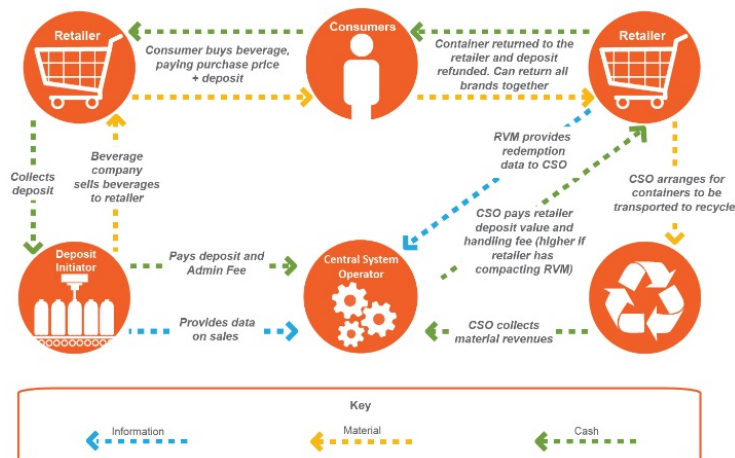 Retailer
Consumers
Retailer
Consumer buys beverage,
paying purchase price
+ deposit
Container returned to the
retailer and deposit
refunded. Can return all
brands together
Collects
deposit
Beverage
company
sells beverages
to retailer
RVM provides
redemption
data to CSO
CSO arranges for
containers to be
transported to recycle
CSO pays retailer
deposit value and
handling fee (higher if
retailer has
compacting RVM)
Deposit
Initiator
Pays deposit and
Admin Fee
Central System
Operator
Provides data
on sales
CSO collects
material revenues
Key
Information
Material
Cash